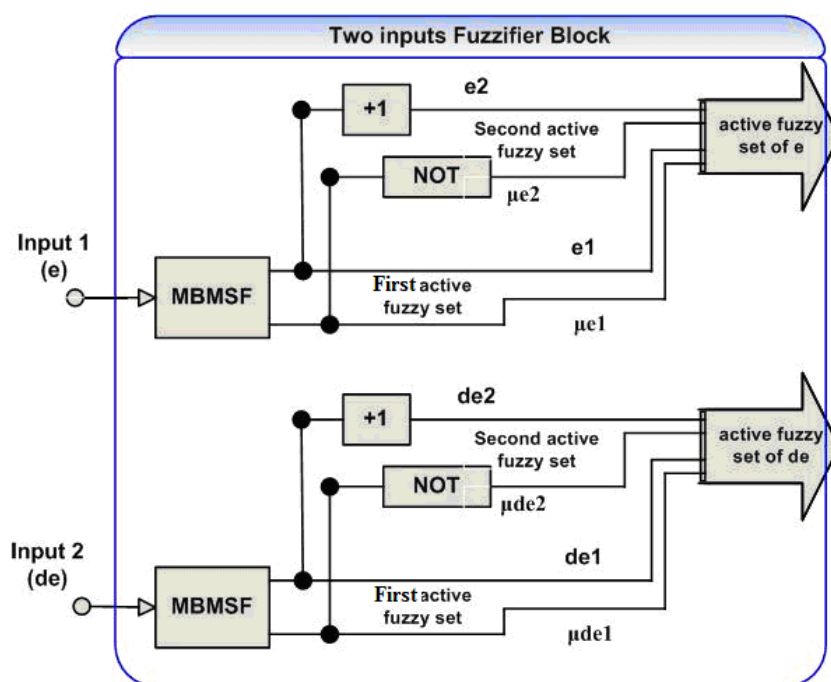 Two inputs Fuzzifier Block
e2
+1
Second active
fuzzy set
active fuzzy
set of e
NOT
μe2
Input 1
(e)
e1
MBMSF
First active
fuzzy set
μe1
de2
+1
Second active
fuzzy set
active fuzzy
set of de
NOT
μde2
Input 2
(de)
de1
MBMSF
First active
fuzzy set
μde1